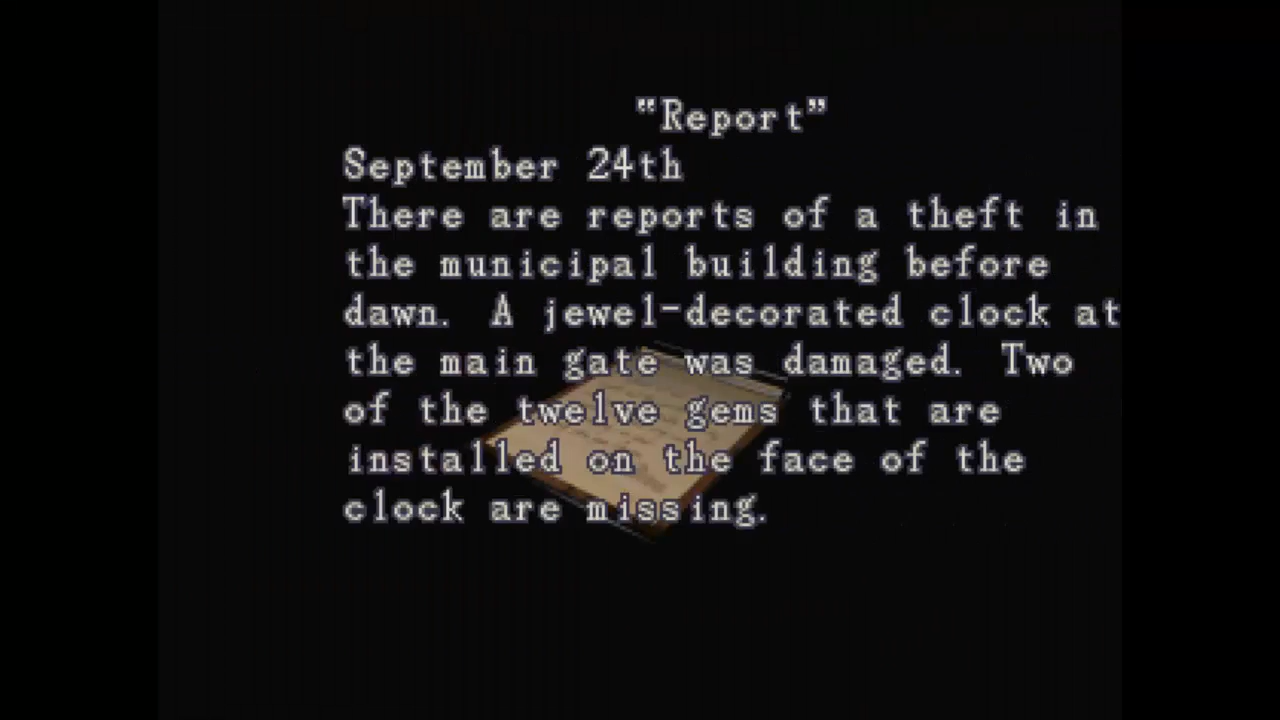 "Report"
September 24th
There are reports of a theft in
the municipal building before
dawn. A jewel-decorated clock at
the main gate was damaged. Two
of the twelve gems that are
installed on the face of the
clock are missing.